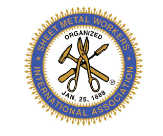 SHEET METAL WORKERS
INTERNATIONAL ASSOCIATION
ORGANIZED
JAN. 25, 1888
®